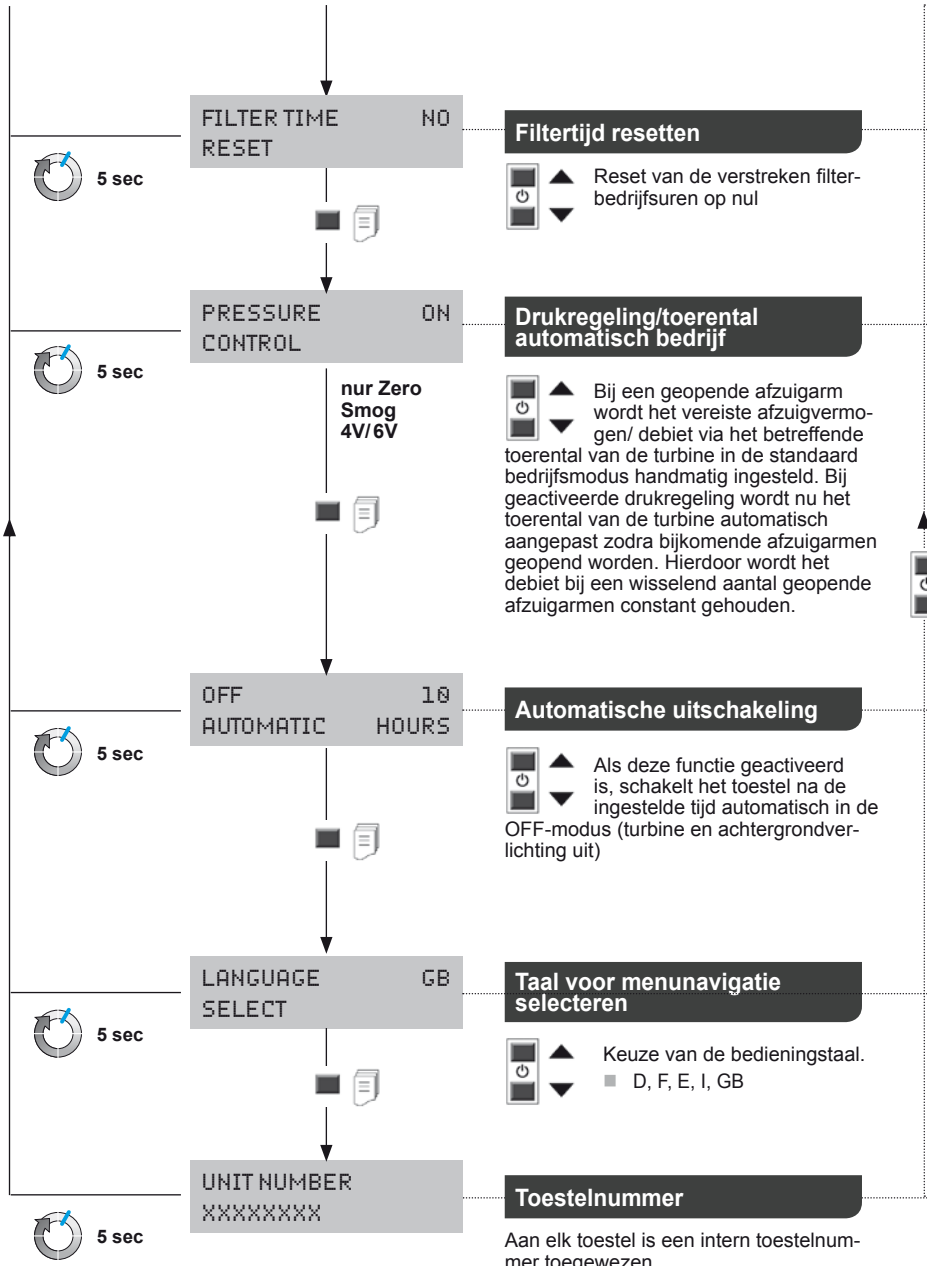 FILTER TIME NO
RESET
5 sec
Filtertijd resetten
Reset van de verstreken filter-
bedrijfsuren op nul
PRESSURE ON
CONTROL
5 sec
nur Zero
Smog
4V/6V
Drukregeling/toerental
automatisch bedrijf
Bij een geopende afzuigarm
wordt het vereiste afzuigvermo-
gen/ debiet via het betreffende
toerental van de turbine in de standaard
bedrijfsmodus handmatig ingesteld. Bij
geactiveerde drukregeling wordt nu het
toerental van de turbine automatisch
aangepast zodra bijkomende afzuigarmen
geopend worden. Hierdoor wordt het
debiet bij een wisselend aantal geopende
afzuigarmen constant gehouden.
OFF 10
AUTOMATIC HOURS
5 sec
Automatische uitschakeling
Als deze functie geactiveerd
is, schakelt het toestel na de
ingestelde tijd automatisch in de
OFF-modus (turbine en achtergrondver-
lichting uit)
LANGUAGE GB
SELECT
5 sec
Taal voor menunavigatie
selecteren
Keuze van de bedieningstaal.
D, F, E, I, GB
UNIT NUMBER
XXXXXXXX
5 sec
Toestelnummer
Aan elk toestel is een intern toestelnum-
mer toegewezen